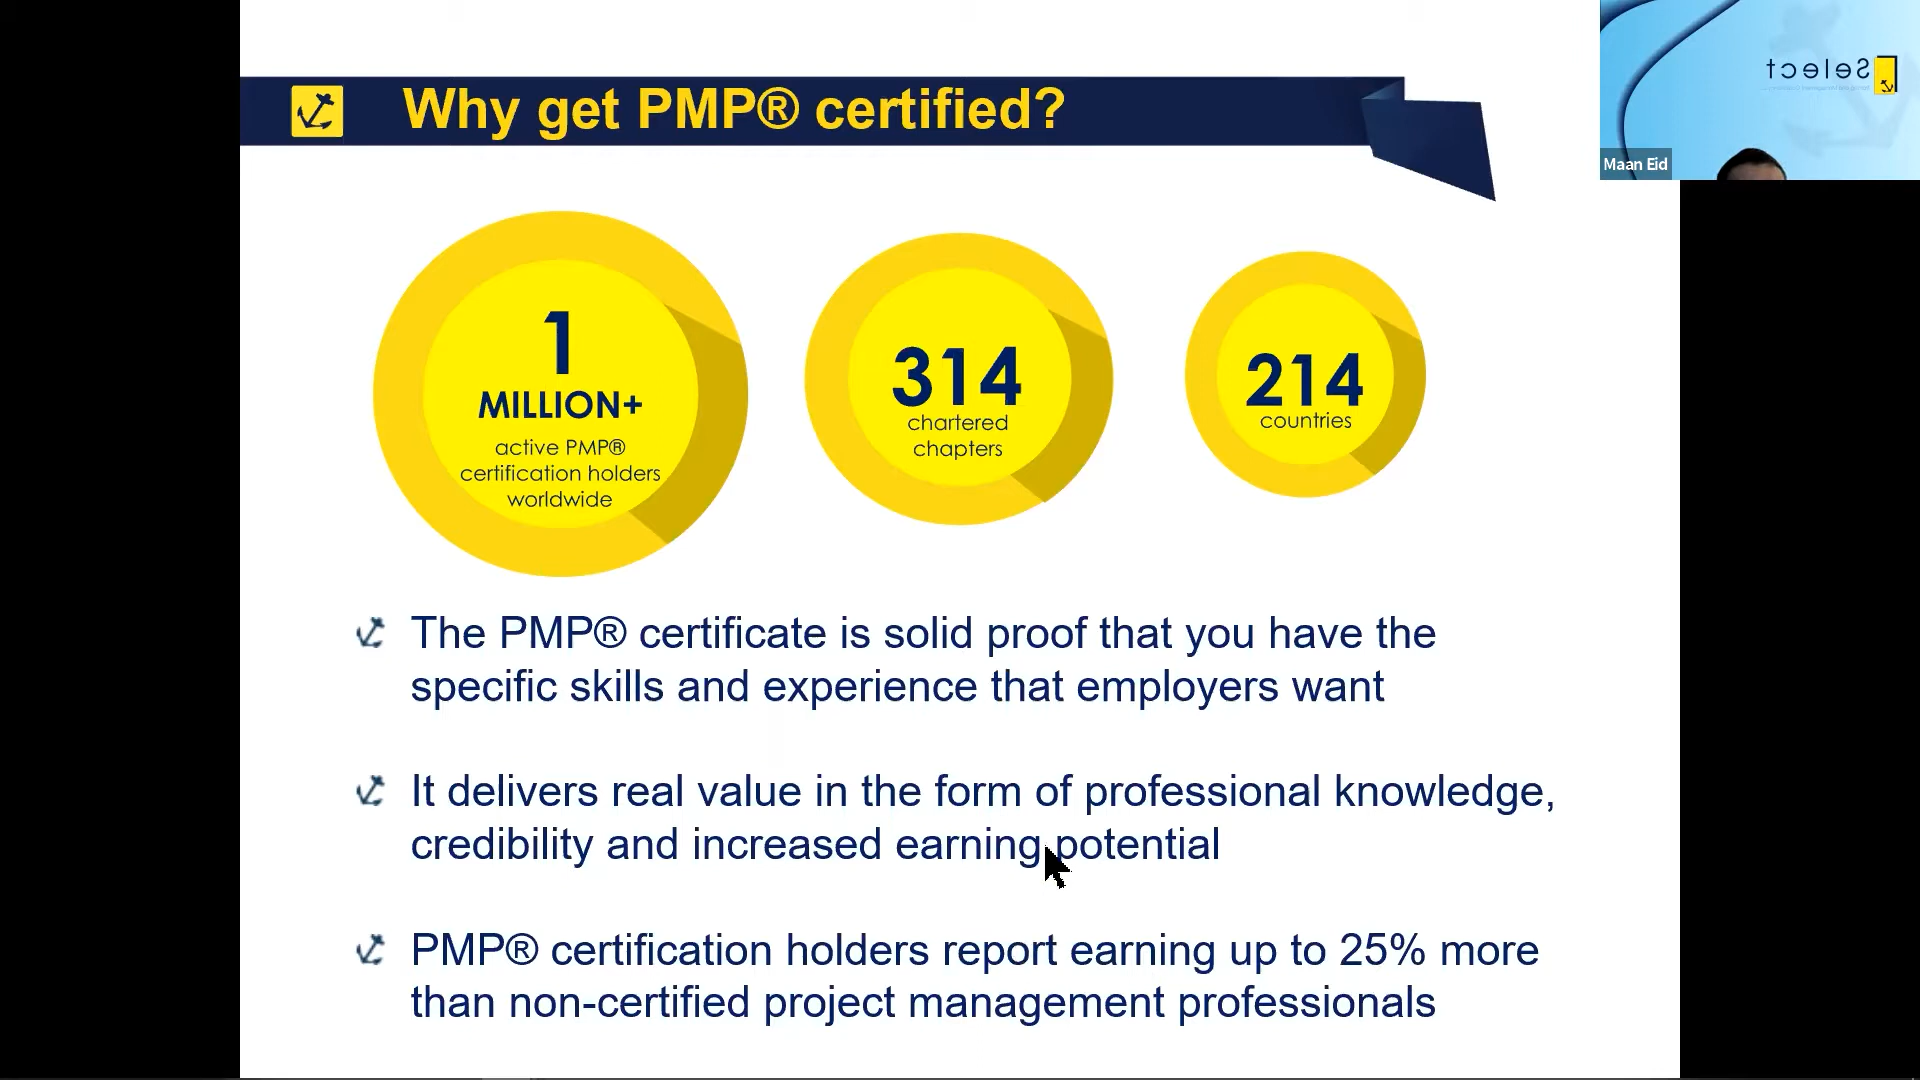 Why get PMP® certified?
Select
Maan Eid
1
MILLION+
active PMP®
certification holders
worldwide
314
chartered
chapters
214
countries
The PMP® certificate is solid proof that you have the
specific skills and experience that employers want
It delivers real value in the form of professional knowledge,
credibility and increased earning potential
PMP® certification holders report earning up to 25% more
than non-certified project management professionals